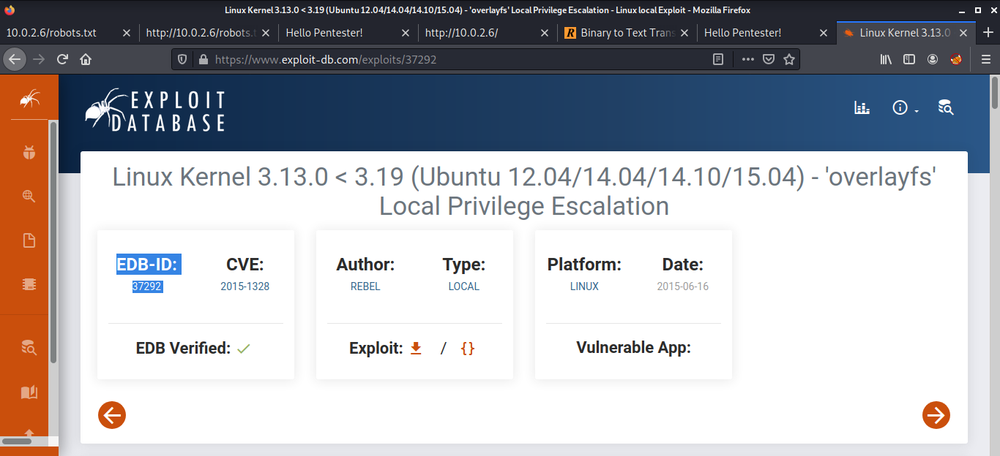 Linux Kernel 3.13.0 < 3.19 (Ubuntu 12.04/14.04/14.10/15.04) - 'overlayfs' Local Privilege Escalation - Linux local Exploit - Mozilla Firefox
10.0.2.6/robots.txt
http://10.0.2.6/robots.t
Hello Pentester!
http://10.0.2.6/
Binary to Text Tran
Hello Pentester!
Linux Kernel 3.13.0
https://www.exploit-db.com/exploits/37292
EXPLOIT
DATABASE
Linux Kernel 3.13.0 < 3.19 (Ubuntu 12.04/14.04/14.10/15.04) - 'overlayfs'
Local Privilege Escalation
EDB-ID:
37292
CVE:
2015-1328
EDB Verified:
Author:
REBEL
Type:
LOCAL
Exploit: / {}
Platform:
LINUX
Date:
2015-06-16
Vulnerable App: